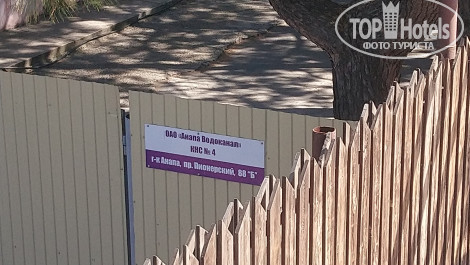 TOP Hotels
ФОТО ТУРИСТА
ОАО «Анапа Водоканал»
КНС № 4
г-к Анапа, пр. Пионерский, 88 "Б"